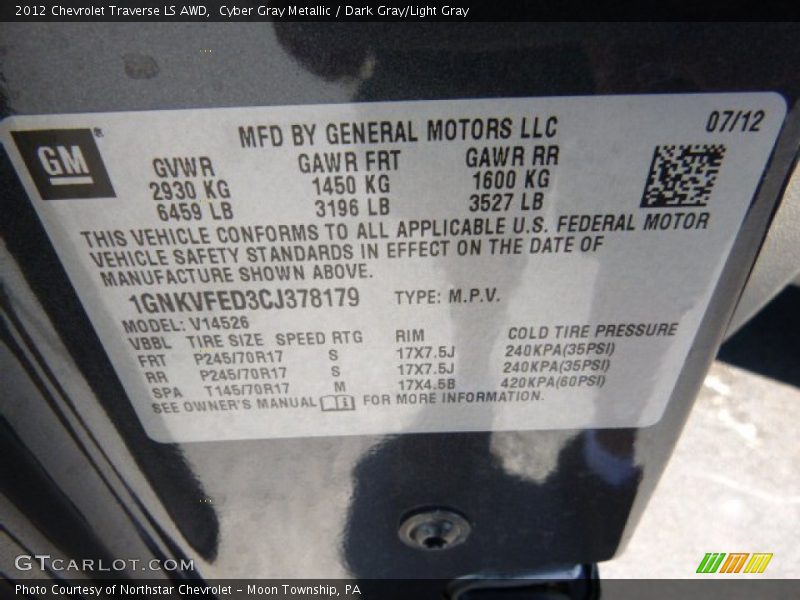 2012 Chevrolet Traverse LS AWD,  Cyber Gray Metallic / Dark Gray/Light Gray
GM®
MFD BY GENERAL MOTORS LLC
07/12
GVWR GAWR FRT GAWR RR
2930 KG 1450 KG 1600 KG
6459 LB 3196 LB 3527 LB
THIS VEHICLE CONFORMS TO ALL APPLICABLE U.S. FEDERAL MOTOR
VEHICLE SAFETY STANDARDS IN EFFECT ON THE DATE OF
MANUFACTURE SHOWN ABOVE.
1GNKVFED3CJ378179 TYPE: M.P.V.
MODEL: V14526
VBBL TIRE SIZE SPEED RTG RIM COLD TIRE PRESSURE
FRT P245/70R17 S 17X7.5J 240KPA(35PSI)
RR P245/70R17 S 17X7.5J 240KPA(35PSI)
SPA T145/70R17 M 17X4.5B 420KPA(60PSI)
SEE OWNER'S MANUAL FOR MORE INFORMATION.
GTCARLOT.COM
Photo Courtesy of Northstar Chevrolet - Moon Township, PA